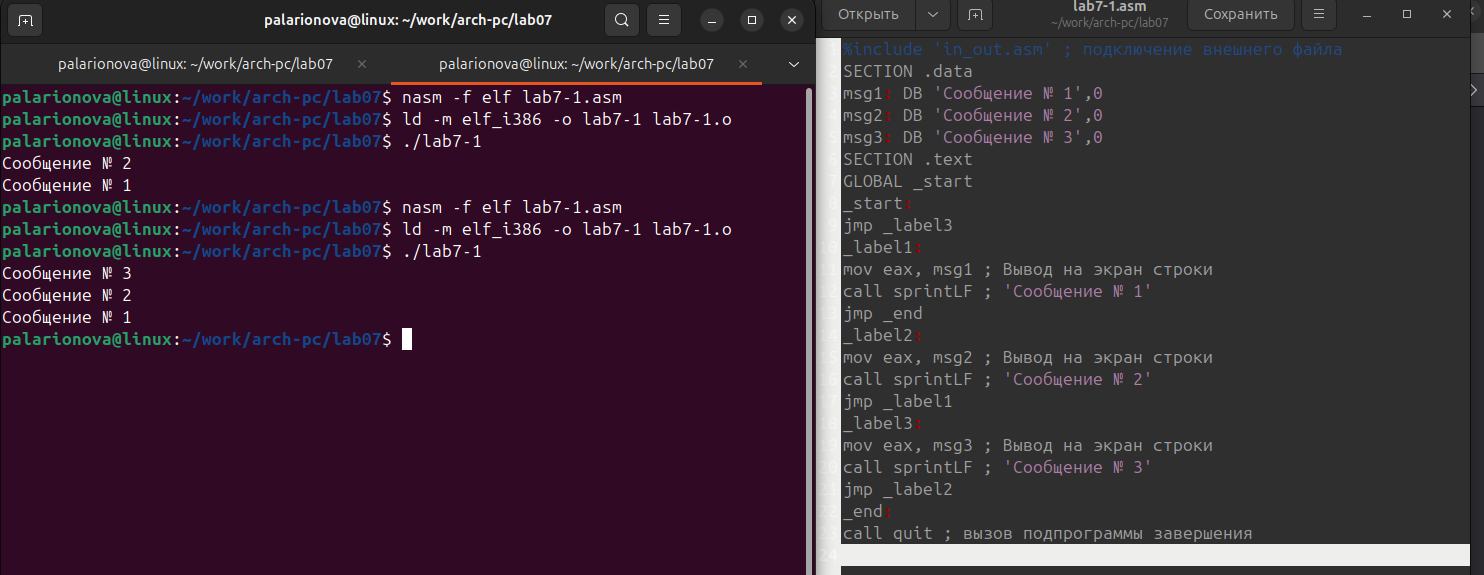 palarionova@linux: ~/work/arch-pc/lab07
palarionova@linux: ~/work/arch-pc/lab07
palarionova@linux: ~/work/arch-pc/lab07
palarionova@linux:~/work/arch-pc/lab07$ nasm -f elf lab7-1.asm
palarionova@linux:~/work/arch-pc/lab07$ ld -m elf_i386 -o lab7-1 lab7-1.o
palarionova@linux:~/work/arch-pc/lab07$ ./lab7-1
Сообщение № 2
Сообщение № 1
palarionova@linux:~/work/arch-pc/lab07$ nasm -f elf lab7-1.asm
palarionova@linux:~/work/arch-pc/lab07$ ld -m elf_i386 -o lab7-1 lab7-1.o
palarionova@linux:~/work/arch-pc/lab07$ ./lab7-1
Сообщение № 3
Сообщение № 2
Сообщение № 1
palarionova@linux:~/work/arch-pc/lab07$
Открыть
lab7-1.asm
~/work/arch-pc/lab07
Сохранить
1 %include 'in_out.asm' ; подключение внешнего файла
2 SECTION .data
3 msg1: DB 'Сообщение № 1',0
4 msg2: DB 'Сообщение № 2',0
5 msg3: DB 'Сообщение № 3',0
6 SECTION .text
7 GLOBAL _start
8 _start:
9 jmp _label3
10 _label1:
11 mov eax, msg1 ; Вывод на экран строки
12 call sprintLF ; 'Сообщение № 1'
13 jmp _end
14 _label2:
15 mov eax, msg2 ; Вывод на экран строки
16 call sprintLF ; 'Сообщение № 2'
17 jmp _label1
18 _label3:
19 mov eax, msg3 ; Вывод на экран строки
20 call sprintLF ; 'Сообщение № 3'
21 jmp _label2
22 _end:
23 call quit ; вызов подпрограммы завершения
24